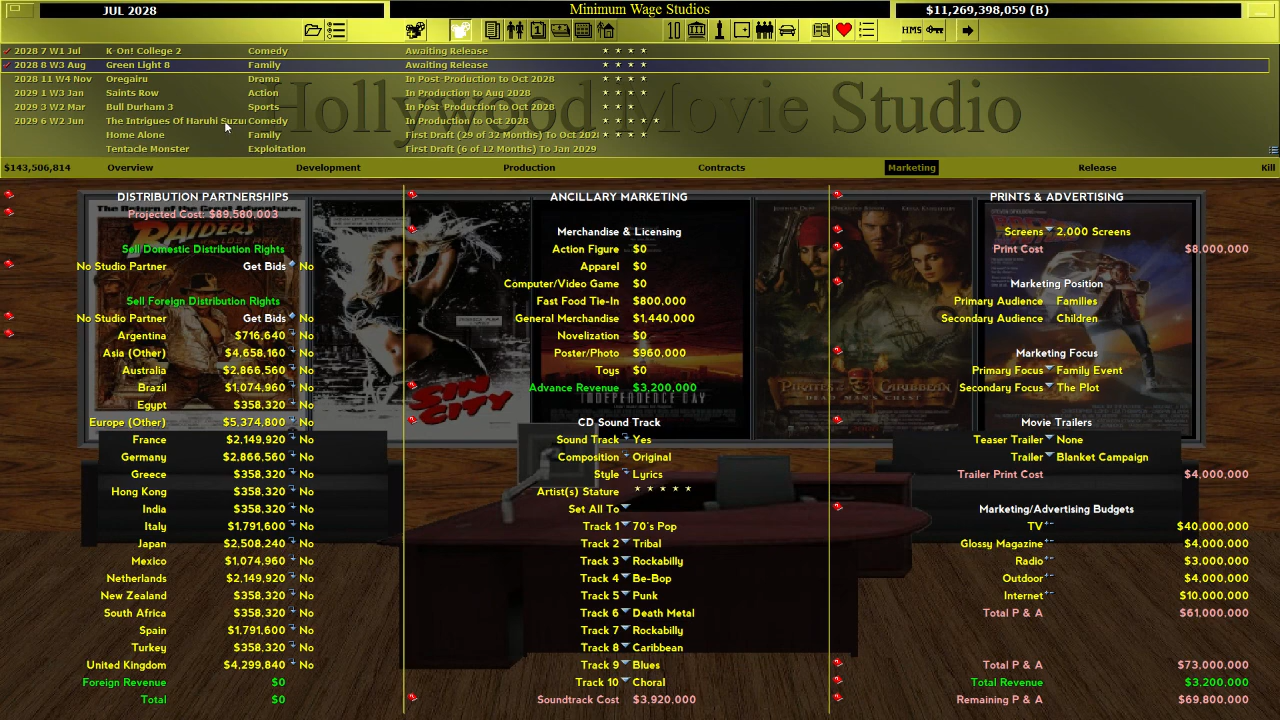 JUL 2028 Minimum Wage Studios $11,269,398,059 (B)
10 HMS
2028 7 W1 Jul K-On! College 2 Comedy Awaiting Release
2028 8 W3 Aug Green Light 8 Family Awaiting Release
2028 11 W4 Nov Oregairu Drama In Post-Production to Oct 2028
2029 1 W3 Jan Saints Row Action In Production to Aug 2028
2029 3 W2 Mar Bull Durham 3 Sports In Post-Production to Oct 2028
2029 6 W2 Jun The Intrigues Of Haruhi Suzu Comedy In Production to Oct 2028
Home Alone Family First Draft (29 of 32 Months) To Oct 202
Tentacle Monster Exploitation First Draft (6 of 12 Months) To Jan 2029
Hollywood Movie Studio
$143,506,814 Overview Development Production Contracts Marketing Release Kill
DISTRIBUTION PARTNERSHIPS
Projected Cost: $89,580,003
Sell Domestic Distribution Rights
No Studio Partner Get Bids No
Sell Foreign Distribution Rights
No Studio Partner Get Bids No
Argentina $716,640 No
Asia (Other) $4,658,160 No
Australia $2,866,560 No
Brazil $1,074,960 No
Egypt $358,320 No
Europe (Other) $5,374,800 No
France $2,149,920 No
Germany $2,866,560 No
Greece $358,320 No
Hong Kong $358,320 No
India $358,320 No
Italy $1,791,600 No
Japan $2,508,240 No
Mexico $1,074,960 No
Netherlands $2,149,920 No
New Zealand $358,320 No
South Africa $358,320 No
Spain $1,791,600 No
Turkey $358,320 No
United Kingdom $4,299,840 No
Foreign Revenue $0
Total $0
ANCILLARY MARKETING
Merchandise & Licensing
Action Figure $0
Apparel $0
Computer/Video Game $0
Fast Food Tie-In $800,000
General Merchandise $1,440,000
Novelization $0
Poster/Photo $960,000
Toys $0
Advance Revenue $3,200,000
CD Sound Track
Sound Track Yes
Composition Original
Style Lyrics
Artist(s) Stature
Set All To
Track 1 70's Pop
Track 2 Tribal
Track 3 Rockabilly
Track 4 Be-Bop
Track 5 Punk
Track 6 Death Metal
Track 7 Rockabilly
Track 8 Caribbean
Track 9 Blues
Track 10 Choral
Soundtrack Cost $3,920,000
PRINTS & ADVERTISING
Screens 2,000 Screens
Print Cost $8,000,000
Marketing Position
Primary Audience Families
Secondary Audience Children
Marketing Focus
Primary Focus Family Event
Secondary Focus The Plot
Movie Trailers
Teaser Trailer None
Trailer Blanket Campaign
Trailer Print Cost $4,000,000
Marketing/Advertising Budgets
TV $40,000,000
Glossy Magazine $4,000,000
Radio $3,000,000
Outdoor $4,000,000
Internet $10,000,000
Total P & A $61,000,000
Total P & A $73,000,000
Total Revenue $3,200,000
Remaining P & A $69,800,000
The Return of the Great Adventure.
RAIDERS
SIN CITY
INDEPENDENCE DAY
PIRATES CARIBBEAN
DEAD MAN'S CHEST